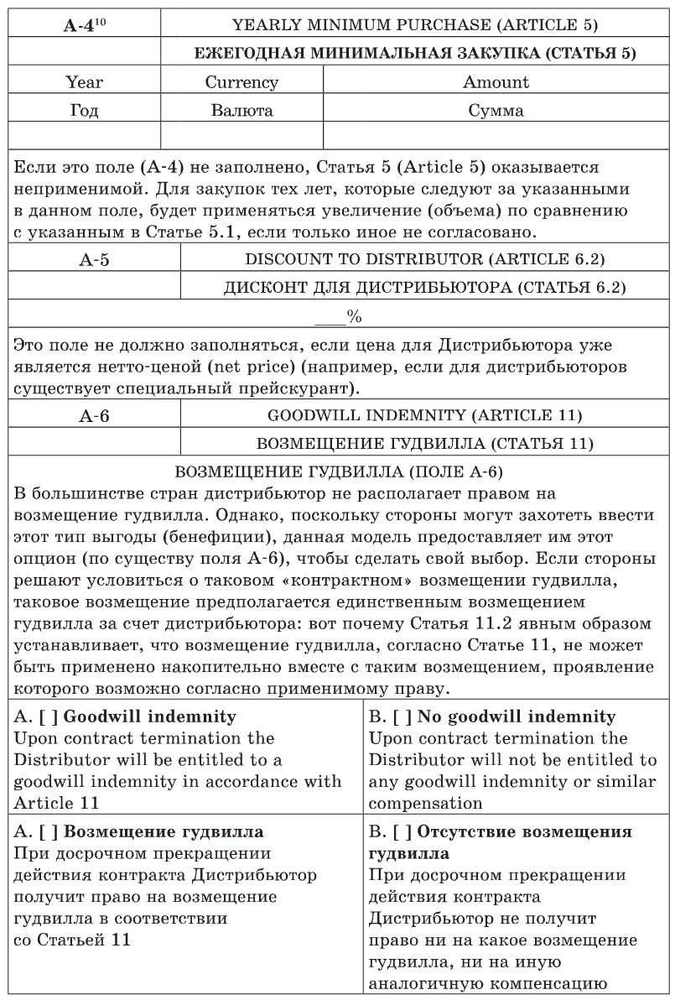 A-4¹⁰ YEARLY MINIMUM PURCHASE (ARTICLE 5)
ЕЖЕГОДНАЯ МИНИМАЛЬНАЯ ЗАКУПКА (СТАТЬЯ 5)
Year Currency Amount
Год Валюта Сумма
Если это поле (А-4) не заполнено, Статья 5 (Article 5) оказывается
неприменимой. Для закупок тех лет, которые следуют за указанными
в данном поле, будет применяться увеличение (объема) по сравнению
с указанным в Статье 5.1, если только иное не согласовано.
A-5 DISCOUNT TO DISTRIBUTOR (ARTICLE 6.2)
ДИСКОНТ ДЛЯ ДИСТРИБЬЮТОРА (СТАТЬЯ 6.2)
___%
Это поле не должно заполняться, если цена для Дистрибьютора уже
является нетто-ценой (net price) (например, если для дистрибьюторов
существует специальный прейскурант).
A-6 GOODWILL INDEMNITY (ARTICLE 11)
ВОЗМЕЩЕНИЕ ГУДВИЛЛА (СТАТЬЯ 11)
ВОЗМЕЩЕНИЕ ГУДВИЛЛА (ПОЛЕ А-6)
В большинстве стран дистрибьютор не располагает правом на
возмещение гудвилла. Однако, поскольку стороны могут захотеть ввести
этот тип выгоды (бенефиции), данная модель предоставляет им этот
опцион (по существу поля А-6), чтобы сделать свой выбор. Если стороны
решают условиться о таковом «контрактном» возмещении гудвилла,
таковое возмещение предполагается единственным возмещением
гудвилла за счет дистрибьютора: вот почему Статья 11.2 явным образом
устанавливает, что возмещение гудвилла, согласно Статье 11, не может
быть применено накопительно вместе с таким возмещением, проявление
которого возможно согласно применимому праву.
A. [ ] Goodwill indemnity
Upon contract termination the
Distributor will be entitled to a
goodwill indemnity in accordance with
Article 11
B. [ ] No goodwill indemnity
Upon contract termination the
Distributor will not be entitled to
any goodwill indemnity or similar
compensation
А. [ ] Возмещение гудвилла
При досрочном прекращении
действия контракта Дистрибьютор
получит право на возмещение
гудвилла в соответствии
со Статьей 11
В. [ ] Отсутствие возмещения
гудвилла
При досрочном прекращении
действия контракта
Дистрибьютор не получит
право ни на какое возмещение
гудвилла, ни на иную
аналогичную компенсацию